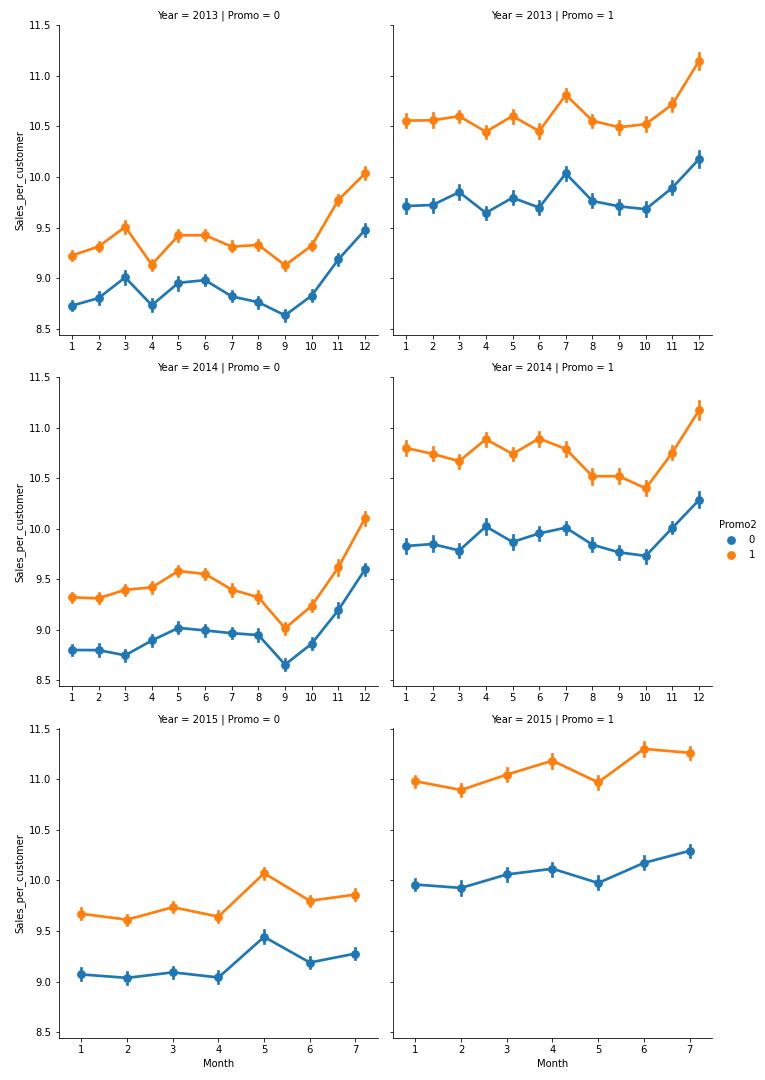 Year = 2013 | Promo = 0
Year = 2013 | Promo = 1
11.5
11.0
10.5
10.0
9.5
9.0
8.5
Sales_per_customer
1 2 3 4 5 6 7 8 9 10 11 12
1 2 3 4 5 6 7 8 9 10 11 12
Year = 2014 | Promo = 0
Year = 2014 | Promo = 1
11.5
11.0
10.5
10.0
9.5
9.0
8.5
Sales_per_customer
1 2 3 4 5 6 7 8 9 10 11 12
1 2 3 4 5 6 7 8 9 10 11 12
Promo2
0
1
Year = 2015 | Promo = 0
Year = 2015 | Promo = 1
11.5
11.0
10.5
10.0
9.5
9.0
8.5
Sales_per_customer
1 2 3 4 5 6 7
1 2 3 4 5 6 7
Month
Month